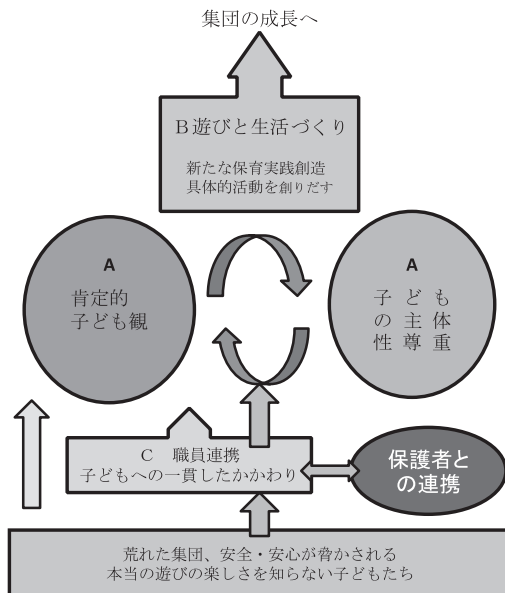 集団の成長へ
B遊びと生活づくり
新たな保育実践創造
具体的活動を創りだす
A
肯定的
子ども観
A
子ども
の主体
性尊重
C 職員連携
子どもへの一貫したかかわり
保護者と
の連携
荒れた集団、安全・安心が脅かされる
本当の遊びの楽しさを知らない子どもたち